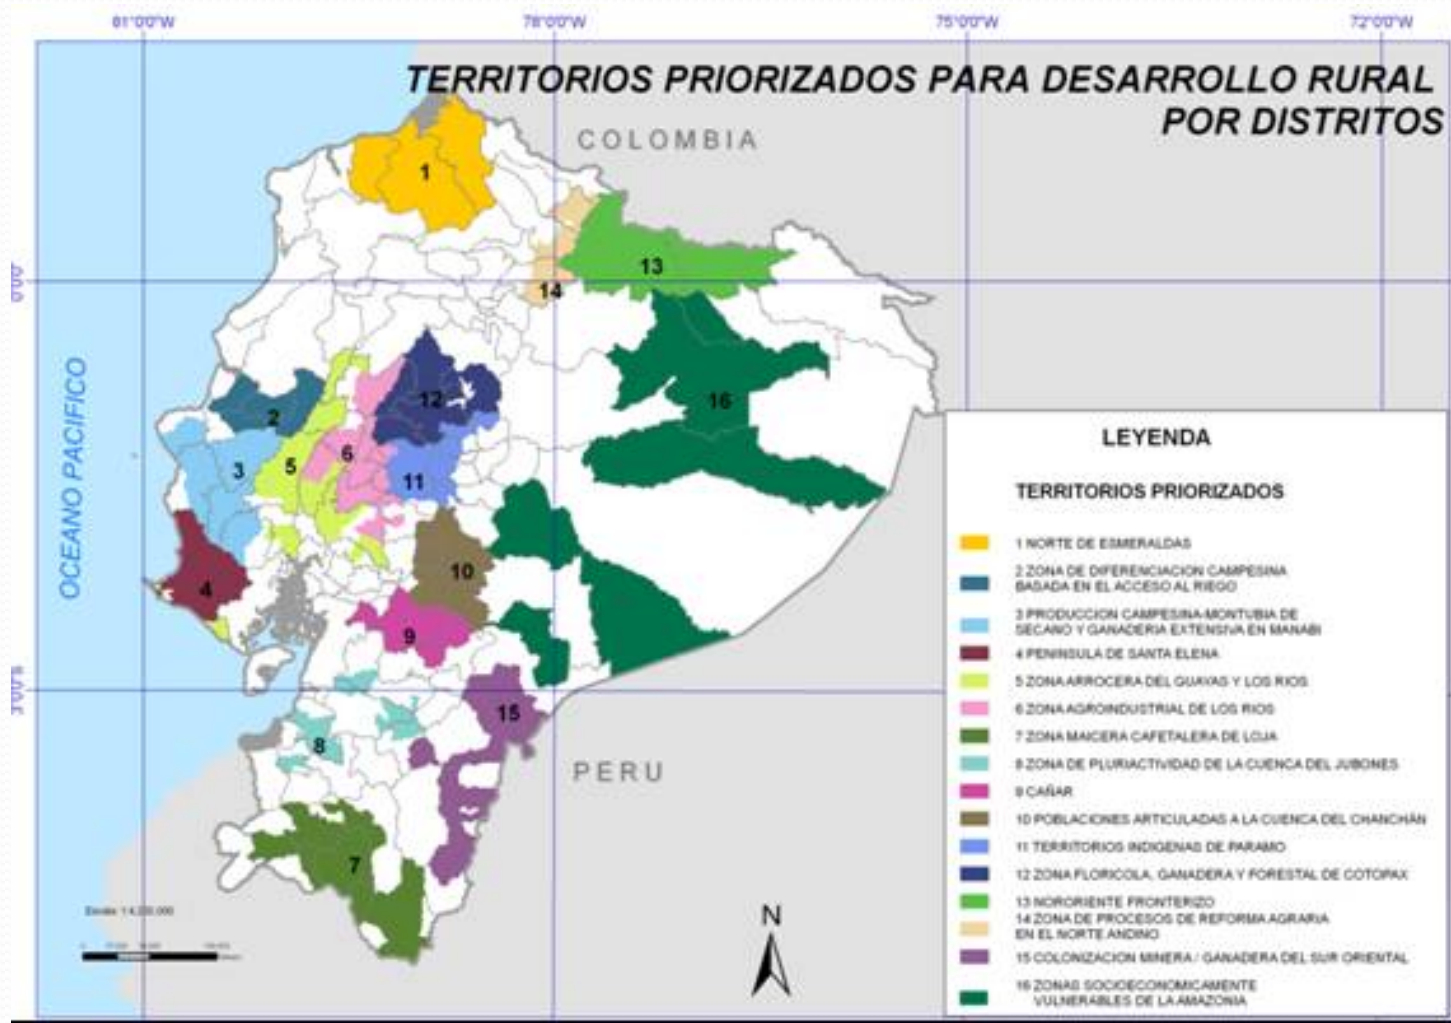 81°0'0"W 78°0'0"W 75°0'0"W 72°0'0"W
TERRITORIOS PRIORIZADOS PARA DESARROLLO RURAL
POR DISTRITOS
COLOMBIA
1
13
14
0°0'0"
OCEANO PACIFICO
2
12
16
3
5
6
11
4
10
9
15
8
PERU
7
N
LEYENDA
TERRITORIOS PRIORIZADOS
1 NORTE DE ESMERALDAS
2 ZONA DE DIFERENCIACION CAMPESINA
BASADA EN EL ACCESO AL RIEGO
3 PRODUCCION CAMPESINA-MONTUBIA DE
SECANO Y GANADERIA EXTENSIVA EN MANABI
4 PENINSULA DE SANTA ELENA
5 ZONA ARROCERA DEL GUAYAS Y LOS RIOS
6 ZONA AGROINDUSTRIAL DE LOS RIOS
7 ZONA MAICERA CAFETALERA DE LOJA
8 ZONA DE PLURIACTIVIDAD DE LA CUENCA DEL JUBONES
9 CAÑAR
10 POBLACIONES ARTICULADAS A LA CUENCA DEL CHANCHÁN
11 TERRITORIOS INDIGENAS DE PARAMO
12 ZONA FLORICOLA, GANADERA Y FORESTAL DE COTOPAX
13 NORORIENTE FRONTERIZO
14 ZONA DE PROCESOS DE REFORMA AGRARIA
EN EL NORTE ANDINO
15 COLONIZACION MINERA / GANADERA DEL SUR ORIENTAL
16 ZONAS SOCIOECONOMICAMENTE
VULNERABLES DE LA AMAZONIA